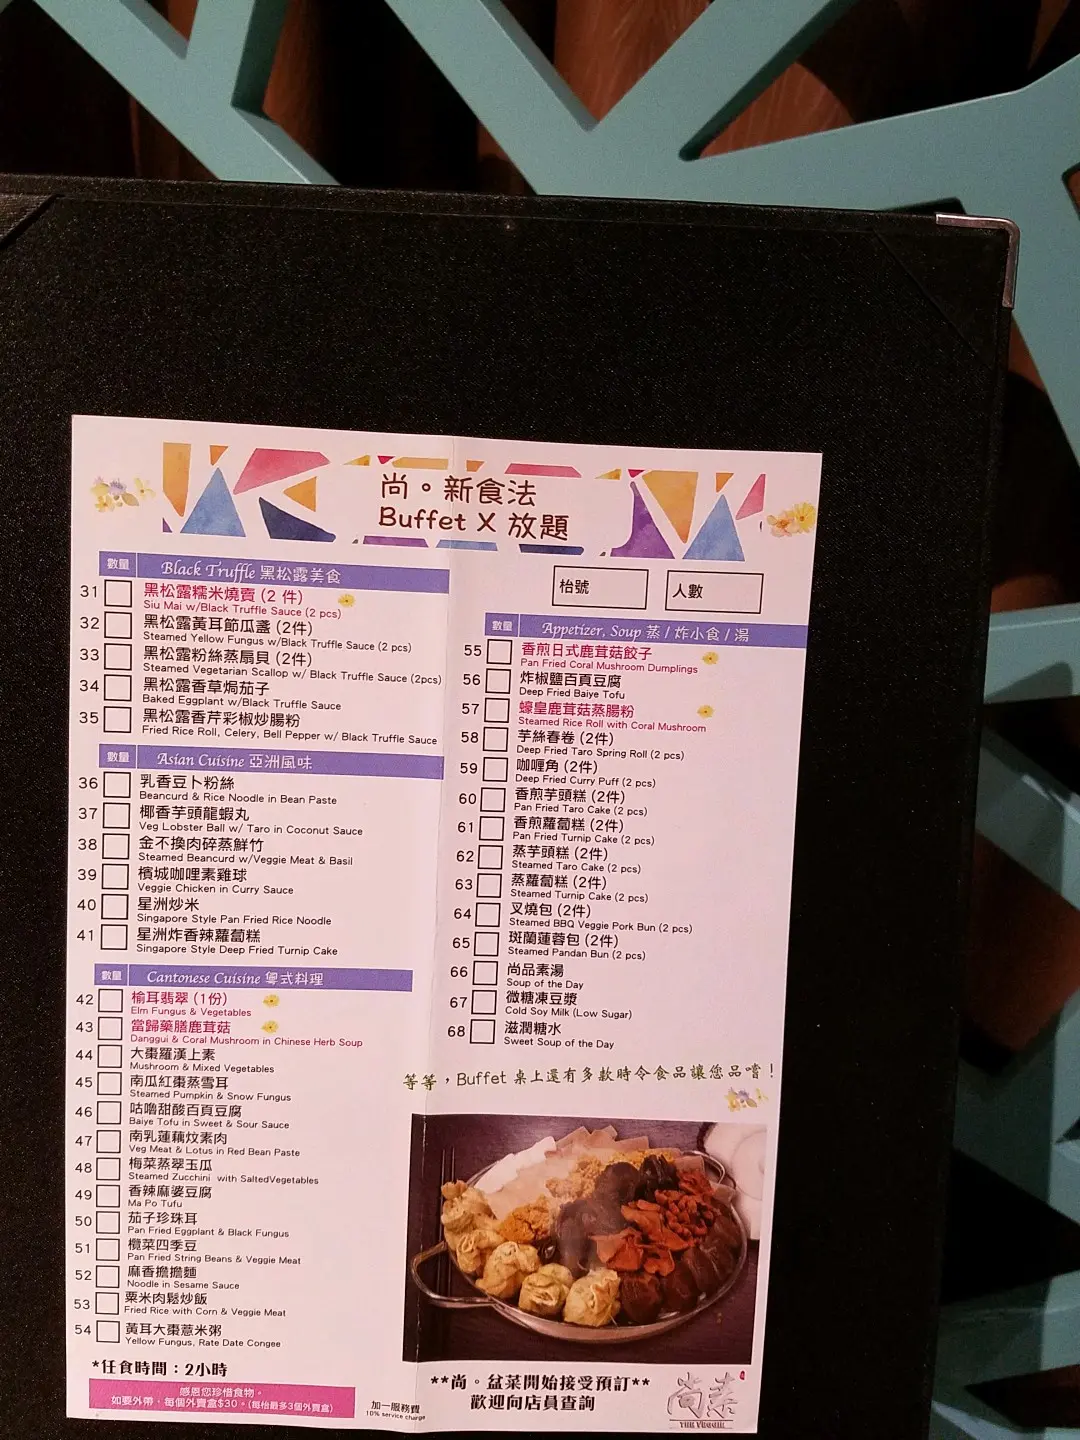 尚。新食法
Buffet X 放題
數量 Black Truffle 黑松露美食
31 黑松露糯米燒賣 (2 件)
Siu Mai w/Black Truffle Sauce (2 pcs)
32 黑松露黃耳節瓜盞 (2件)
Steamed Yellow Fungus w/Black Truffle Sauce (2 pcs)
33 黑松露粉絲蒸扇貝 (2件)
Steamed Vegetarian Scallop w/ Black Truffle Sauce (2pcs)
34 黑松露香草焗茄子
Baked Eggplant w/Black Truffle Sauce
35 黑松露香芹彩椒炒腸粉
Fried Rice Roll, Celery, Bell Pepper w/ Black Truffle Sauce
數量 Asian Cuisine 亞洲風味
36 乳香豆卜粉絲
Beancurd & Rice Noodle in Bean Paste
37 椰香芋頭龍蝦丸
Veg Lobster Ball w/ Taro in Coconut Sauce
38 金不換肉碎蒸鮮竹
Steamed Beancurd w/Veggie Meat & Basil
39 檳城咖哩素雞球
Veggie Chicken in Curry Sauce
40 星洲炒米
Singapore Style Pan Fried Rice Noodle
41 星洲炸香辣蘿蔔糕
Singapore Style Deep Fried Turnip Cake
數量 Cantonese Cuisine 粵式料理
42 榆耳翡翠 (1份)
Elm Fungus & Vegetables
43 當歸藥膳鹿茸菇
Danggui & Coral Mushroom in Chinese Herb Soup
44 大棗羅漢上素
Mushroom & Mixed Vegetables
45 南瓜紅棗蒸雪耳
Steamed Pumpkin & Snow Fungus
46 咕嚕甜酸百頁豆腐
Baiye Tofu in Sweet & Sour Sauce
47 南乳蓮藕炆素肉
Veg Meat & Lotus in Red Bean Paste
48 梅菜蒸翠玉瓜
Steamed Zucchini with SaltedVegetables
49 香辣麻婆豆腐
Ma Po Tufu
50 茄子珍珠耳
Pan Fried Eggplant & Black Fungus
51 欖菜四季豆
Pan Fried String Beans & Veggie Meat
52 麻香擔擔麵
Noodle in Sesame Sauce
53 粟米肉鬆炒飯
Fried Rice with Corn & Veggie Meat
54 黃耳大棗薏米粥
Yellow Fungus, Rate Date Congee
*任食時間：2小時
感恩您珍惜食物。
如要外帶，每個外賣盒$30。(每枱最多3個外賣盒)
加一服務費
10% service charge
枱號
人數
數量 Appetizer, Soup 蒸 / 炸小食 / 湯
55 香煎日式鹿茸菇餃子
Pan Fried Coral Mushroom Dumplings
56 炸椒鹽百頁豆腐
Deep Fried Baiye Tofu
57 蠔皇鹿茸菇蒸腸粉
Steamed Rice Roll with Coral Mushroom
58 芋絲春卷 (2件)
Deep Fried Taro Spring Roll (2 pcs)
59 咖喱角 (2件)
Deep Fried Curry Puff (2 pcs)
60 香煎芋頭糕 (2件)
Pan Fried Taro Cake (2 pcs)
61 香煎蘿蔔糕 (2件)
Pan Fried Turnip Cake (2 pcs)
62 蒸芋頭糕 (2件)
Steamed Taro Cake (2 pcs)
63 蒸蘿蔔糕 (2件)
Steamed Turnip Cake (2 pcs)
64 叉燒包 (2件)
Steamed BBQ Veggie Pork Bun (2 pcs)
65 斑蘭蓮蓉包 (2件)
Steamed Pandan Bun (2 pcs)
66 尚品素湯
Soup of the Day
67 微糖凍豆漿
Cold Soy Milk (Low Sugar)
68 滋潤糖水
Sweet Soup of the Day
等等，Buffet 桌上還有多款時令食品讓您品嚐！
**尚。盆菜開始接受預訂**
歡迎向店員查詢
尚素
THE VEGGIE